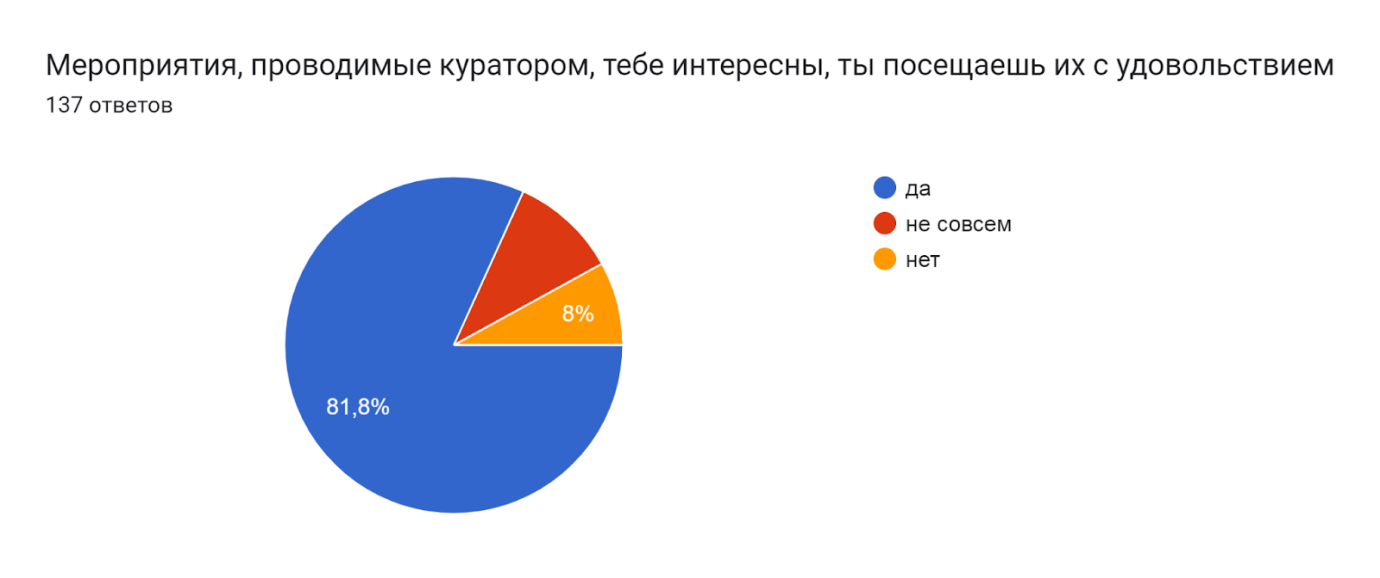 Мероприятия, проводимые куратором, тебе интересны, ты посещаешь их с удовольствием
137 ответов
да
не совсем
нет
8%
81,8%